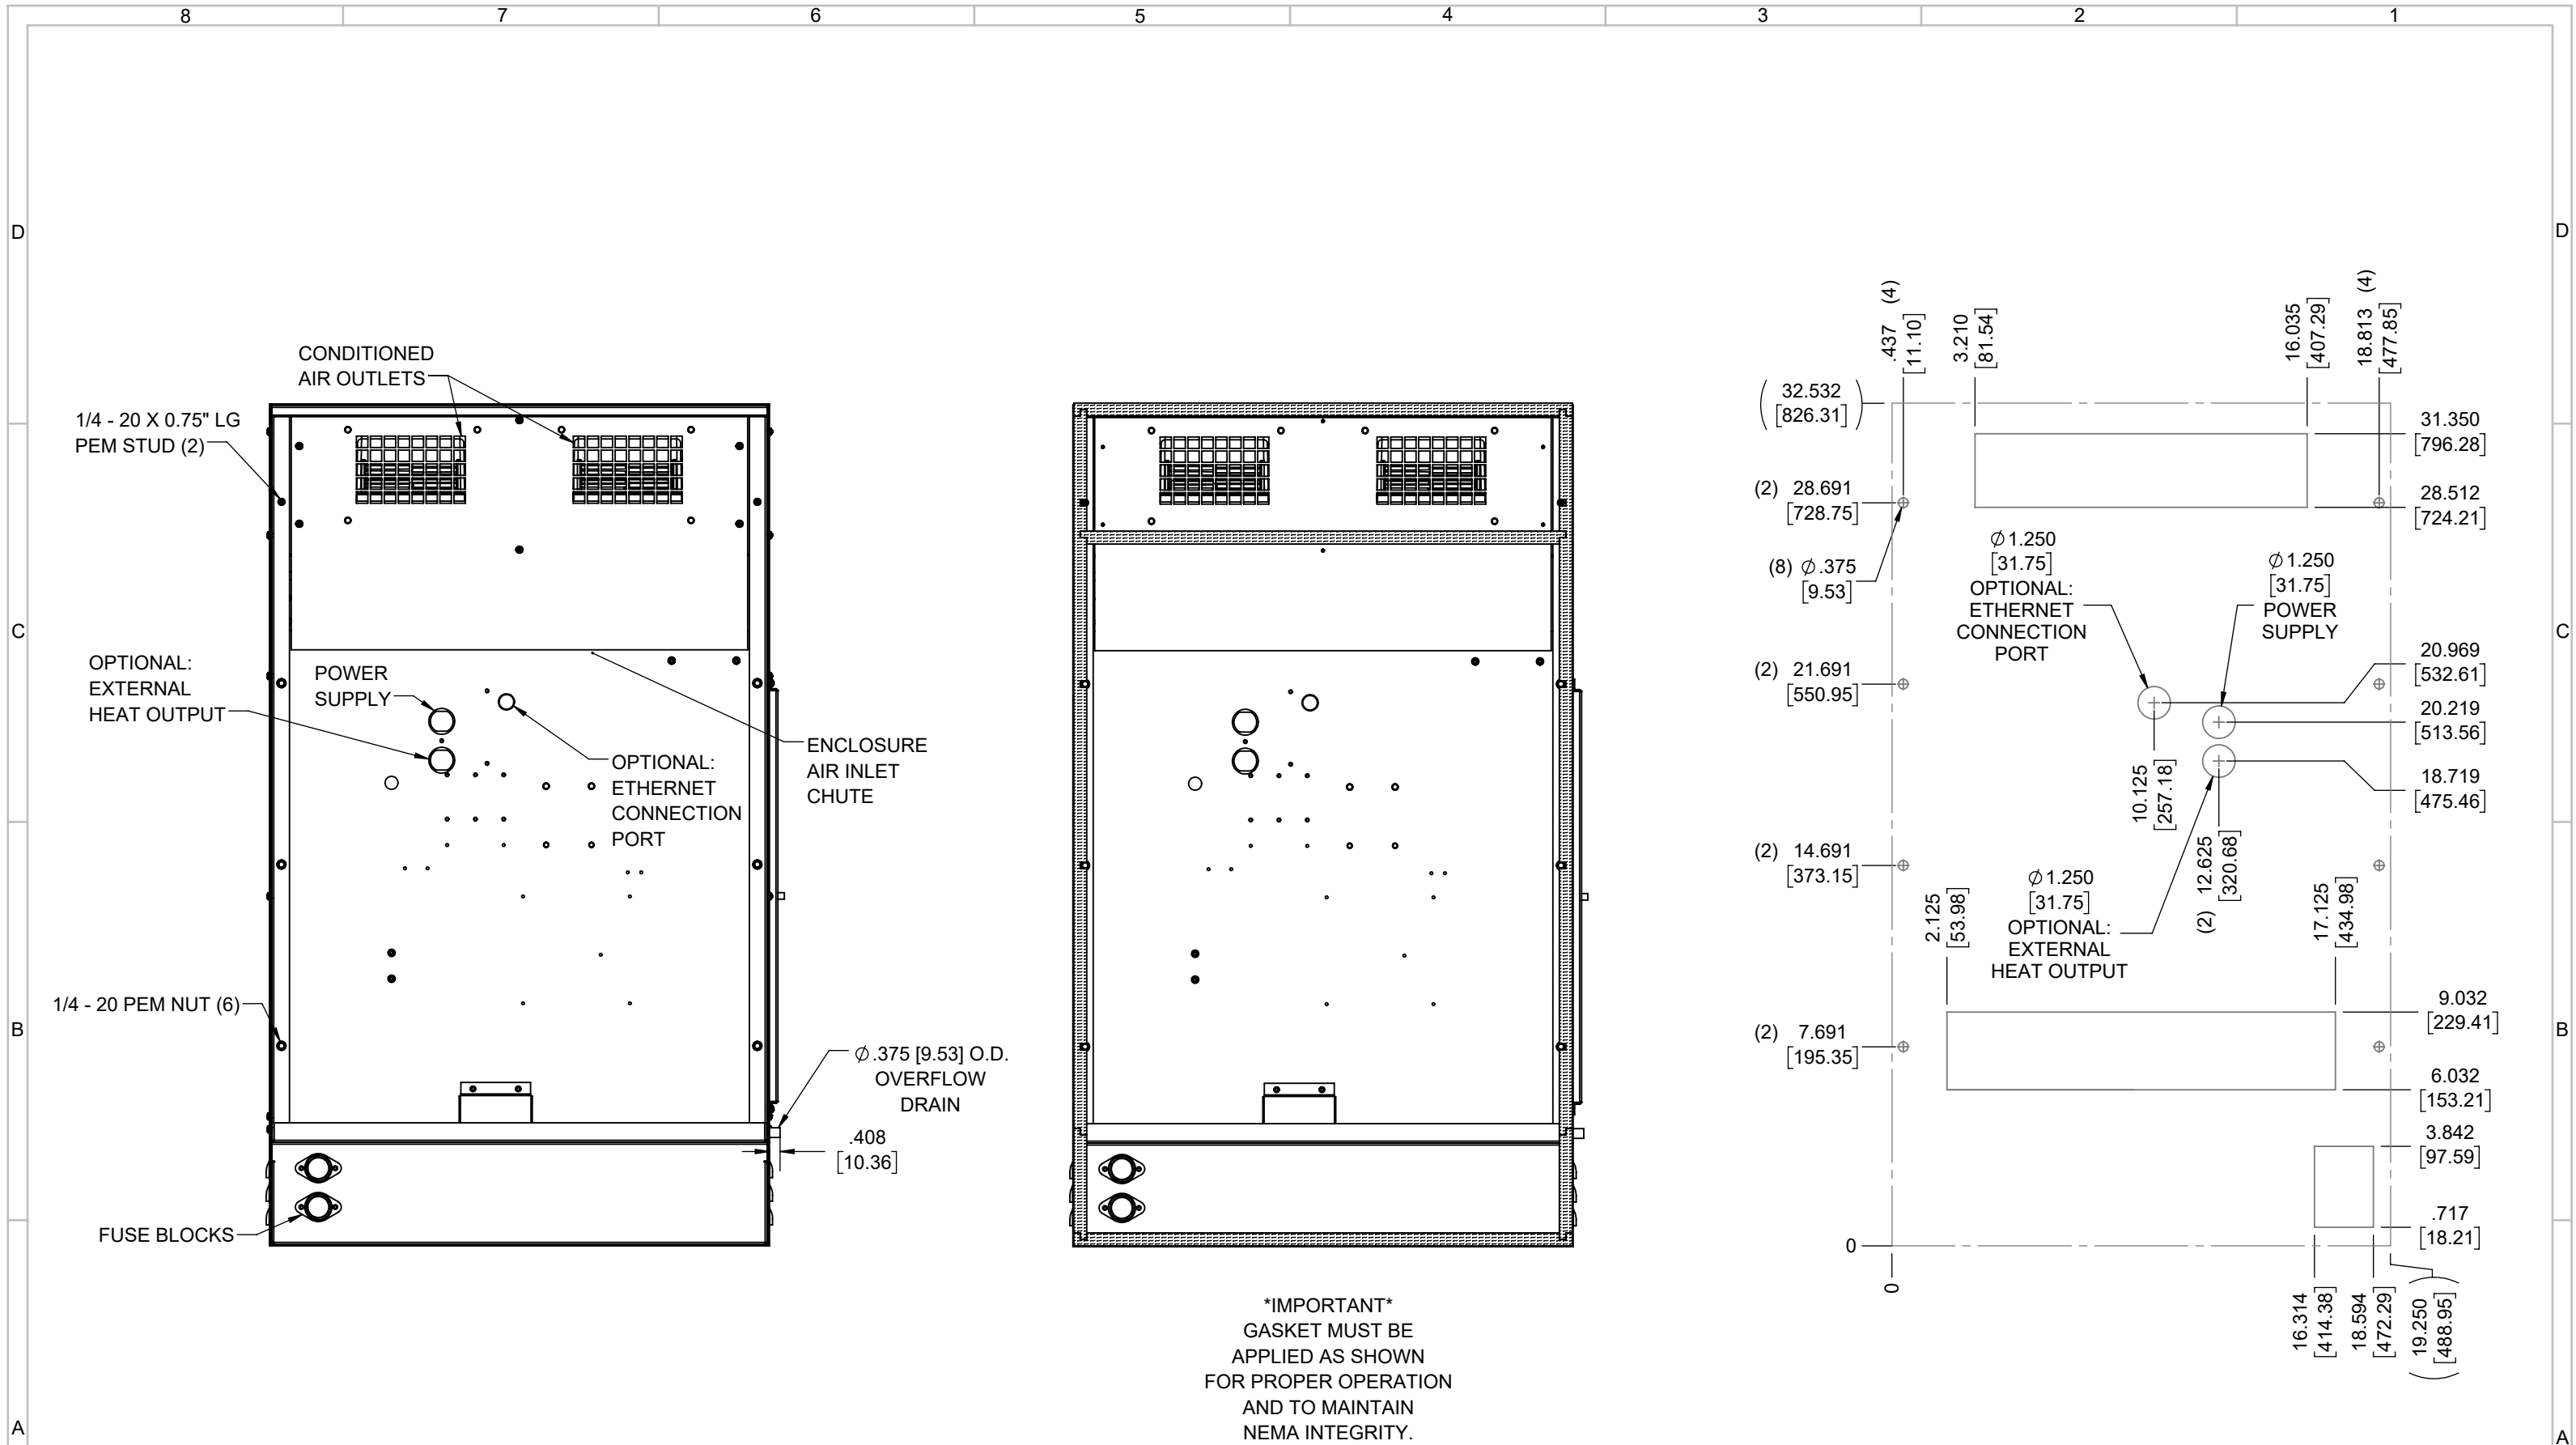 8 7 6 5 4 3 2 1
D
C
B
A
D
C
B
A
CONDITIONED
AIR OUTLETS
1/4 - 20 X 0.75" LG
PEM STUD (2)
OPTIONAL:
EXTERNAL
HEAT OUTPUT
POWER
SUPPLY
OPTIONAL:
ETHERNET
CONNECTION
PORT
ENCLOSURE
AIR INLET
CHUTE
1/4 - 20 PEM NUT (6)
Ø.375 [9.53] O.D.
OVERFLOW
DRAIN
.408
[10.36]
FUSE BLOCKS
*IMPORTANT*
GASKET MUST BE
APPLIED AS SHOWN
FOR PROPER OPERATION
AND TO MAINTAIN
NEMA INTEGRITY.
.437 (4)
[11.10]
3.210
[81.54]
16.035
[407.29]
18.813 (4)
[477.85]
(32.532
[826.31])
(2) 28.691
[728.75]
(8) Ø.375
[9.53]
(2) 21.691
[550.95]
(2) 14.691
[373.15]
(2) 7.691
[195.35]
0
0
31.350
[796.28]
28.512
[724.21]
Ø1.250
[31.75]
OPTIONAL:
ETHERNET
CONNECTION
PORT
Ø1.250
[31.75]
POWER
SUPPLY
20.969
[532.61]
20.219
[513.56]
18.719
[475.46]
10.125
[257.18]
(2) 12.625
[320.68]
Ø1.250
[31.75]
OPTIONAL:
EXTERNAL
HEAT OUTPUT
2.125
[53.98]
17.125
[434.98]
9.032
[229.41]
6.032
[153.21]
3.842
[97.59]
.717
[18.21]
16.314
[414.38]
18.594
[472.29]
(19.250
[488.95])